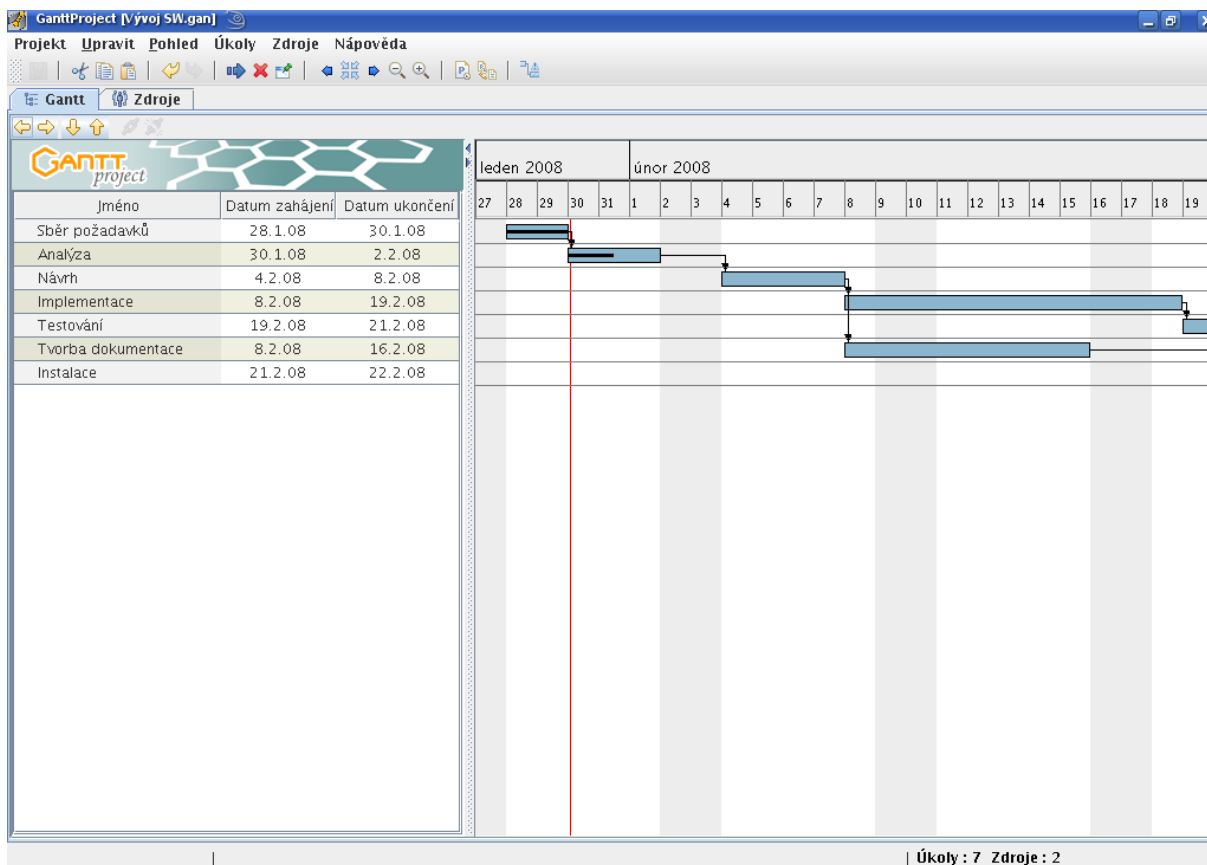 GanttProject [Vývoj SW.gan]
Projekt Upravit Pohled Úkoly Zdroje Nápověda
Gantt Zdroje
GANTT project
leden 2008 únor 2008
Jméno Datum zahájení Datum ukončení
27 28 29 30 31 1 2 3 4 5 6 7 8 9 10 11 12 13 14 15 16 17 18 19
Sběr požadavků 28.1.08 30.1.08
Analýza 30.1.08 2.2.08
Návrh 4.2.08 8.2.08
Implementace 8.2.08 19.2.08
Testování 19.2.08 21.2.08
Tvorba dokumentace 8.2.08 16.2.08
Instalace 21.2.08 22.2.08
Úkoly : 7 Zdroje : 2